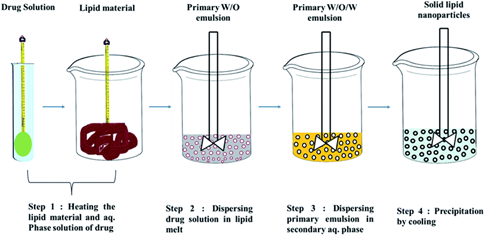 Drug Solution
Lipid material
Primary W/O
emulsion
Primary W/O/W
emulsion
Solid lipid
nanoparticles
Step 1 : Heating the
lipid material and aq.
Phase solution of drug
Step 2 : Dispersing
drug solution in lipid
melt
Step 3 : Dispersing
primary emulsion in
secondary aq. phase
Step 4 : Precipitation
by cooling